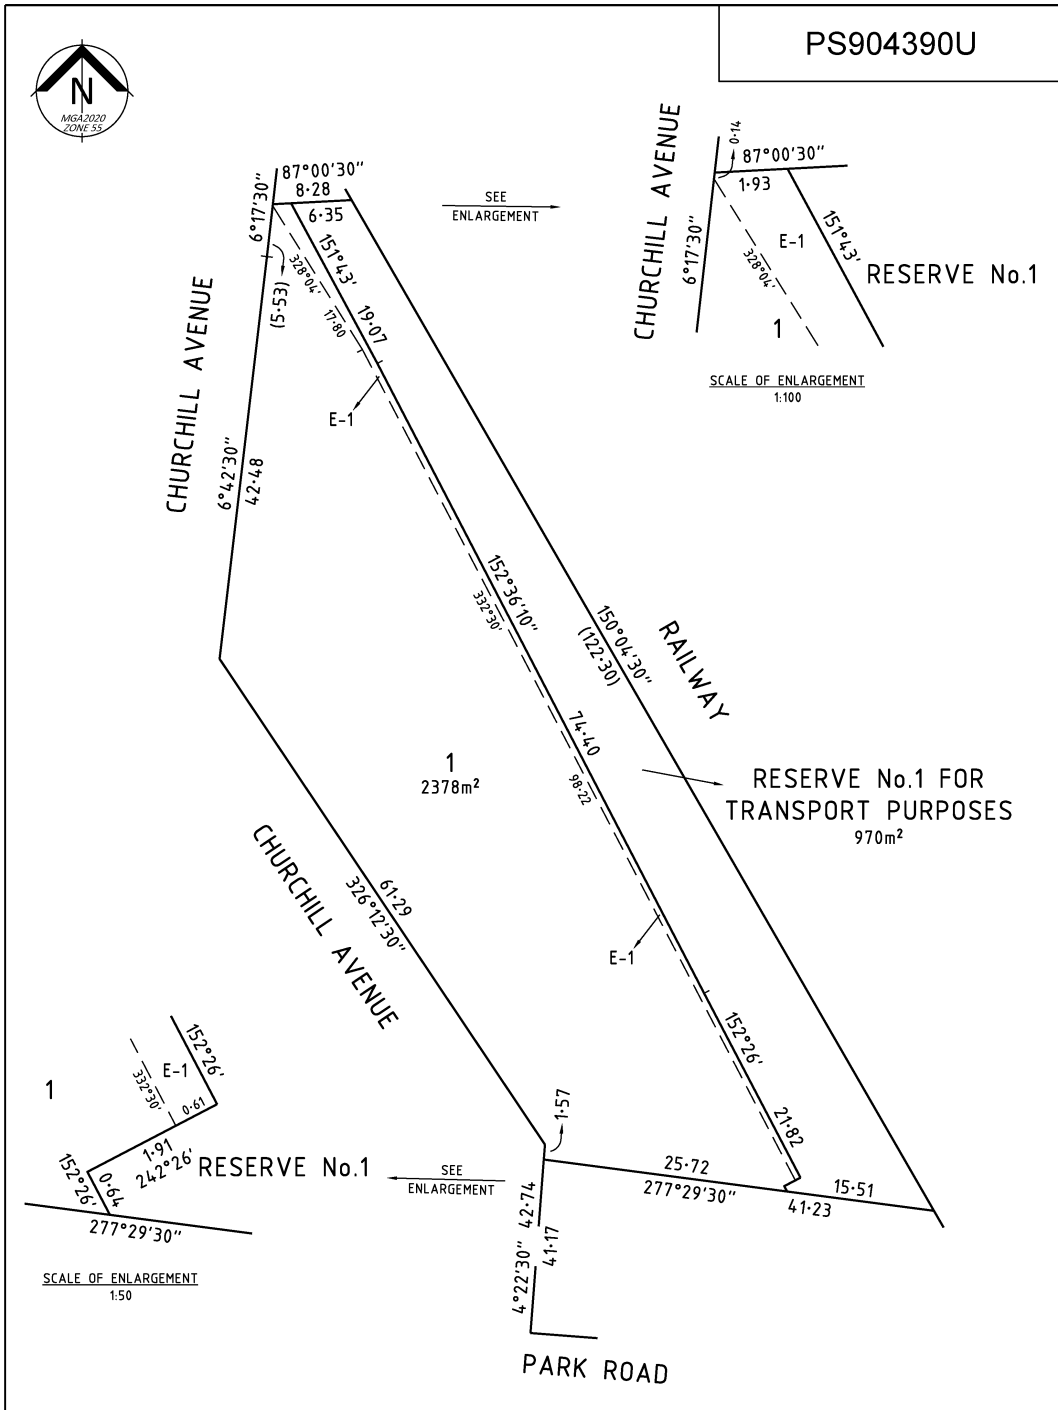 PS904390U
N
MGA2020
ZONE 55
87°00'30"
8·28
6·35
6°17'30"
(5·53)
151°43'
19·07
328°04'
17·80
E-1
SEE
ENLARGEMENT
CHURCHILL AVENUE
0·14
87°00'30"
1·93
6°17'30"
151°43'
E-1
328°04'
RESERVE No.1
1
SCALE OF ENLARGEMENT
1:100
CHURCHILL AVENUE
6°42'30"
42·48
152°36'10"
332°30'
150°04'30"
(122·30)
RAILWAY
74·40
98·22
1
2378m²
RESERVE No.1 FOR
TRANSPORT PURPOSES
970m²
CHURCHILL AVENUE
61·29
326°12'30"
E-1
152°26'
21·82
1·57
25·72
277°29'30"
15·51
41·23
4°22'30" 42·74
41·17
SEE
ENLARGEMENT
1
152°26'
E-1
332°30'
0·61
1·91
242°26'
RESERVE No.1
152°26'
0·64
277°29'30"
SCALE OF ENLARGEMENT
1:50
PARK ROAD